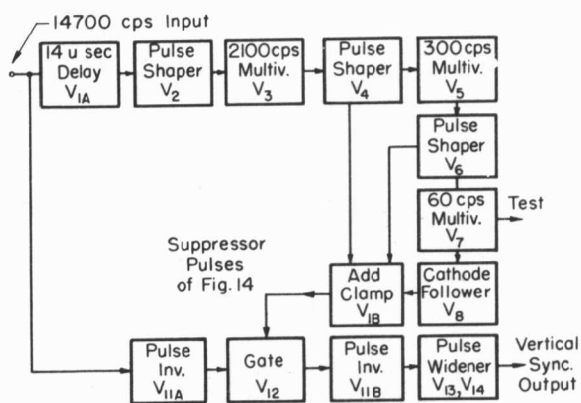 14700 cps Input
14 u sec
Delay
V1A
Pulse
Shaper
V2
2100cps
Multiv.
V3
Pulse
Shaper
V4
300cps
Multiv.
V5
Pulse
Shaper
V6
60 cps
Multiv.
V7
Test
Suppressor
Pulses
of Fig. 14
Add
Clamp
V1B
Cathode
Follower
V8
Pulse
Inv.
V11A
Gate
V12
Pulse
Inv.
V11B
Pulse
Widener
V13,V14
Vertical
Sync.
Output